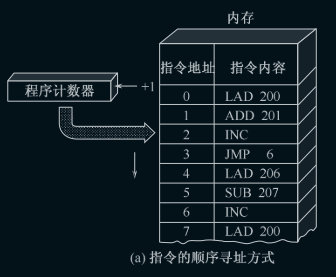 内存
指令地址 指令内容
程序计数器 +1
0 LAD 200
1 ADD 201
2 INC
3 JMP 6
4 LAD 206
5 SUB 207
6 INC
7 LAD 200
(a) 指令的顺序寻址方式